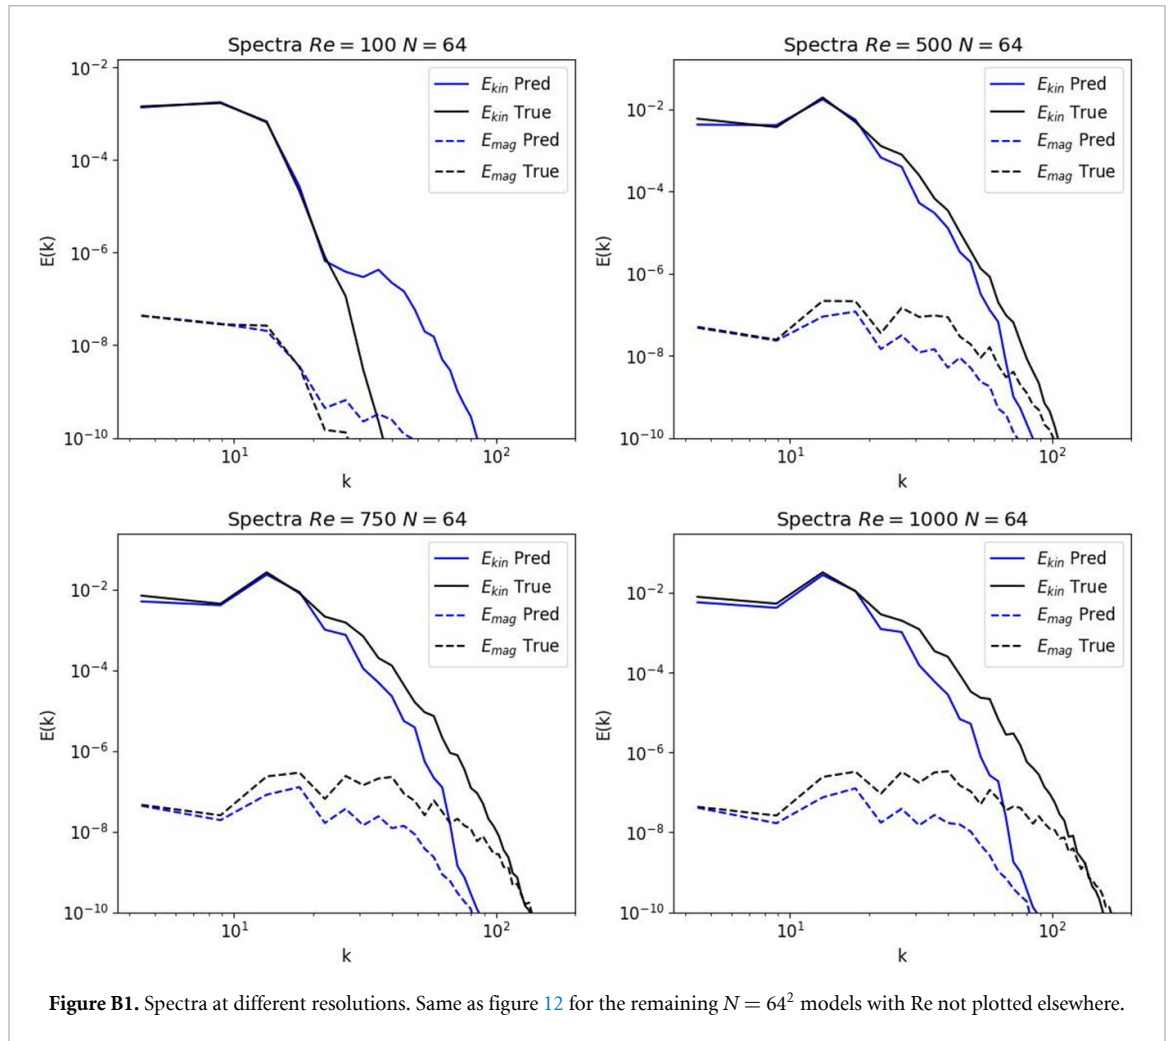 Spectra Re = 100 N = 64
E_kin Pred
E_kin True
E_mag Pred
E_mag True
10^-2
10^-4
10^-6
10^-8
10^-10
E(k)
10^1
10^2
k
Spectra Re = 500 N = 64
E_kin Pred
E_kin True
E_mag Pred
E_mag True
10^-2
10^-4
10^-6
10^-8
10^-10
E(k)
10^1
10^2
k
Spectra Re = 750 N = 64
E_kin Pred
E_kin True
E_mag Pred
E_mag True
10^-2
10^-4
10^-6
10^-8
10^-10
E(k)
10^1
10^2
k
Spectra Re = 1000 N = 64
E_kin Pred
E_kin True
E_mag Pred
E_mag True
10^-2
10^-4
10^-6
10^-8
10^-10
E(k)
10^1
10^2
k
Figure B1. Spectra at different resolutions. Same as figure 12 for the remaining N = 64² models with Re not plotted elsewhere.